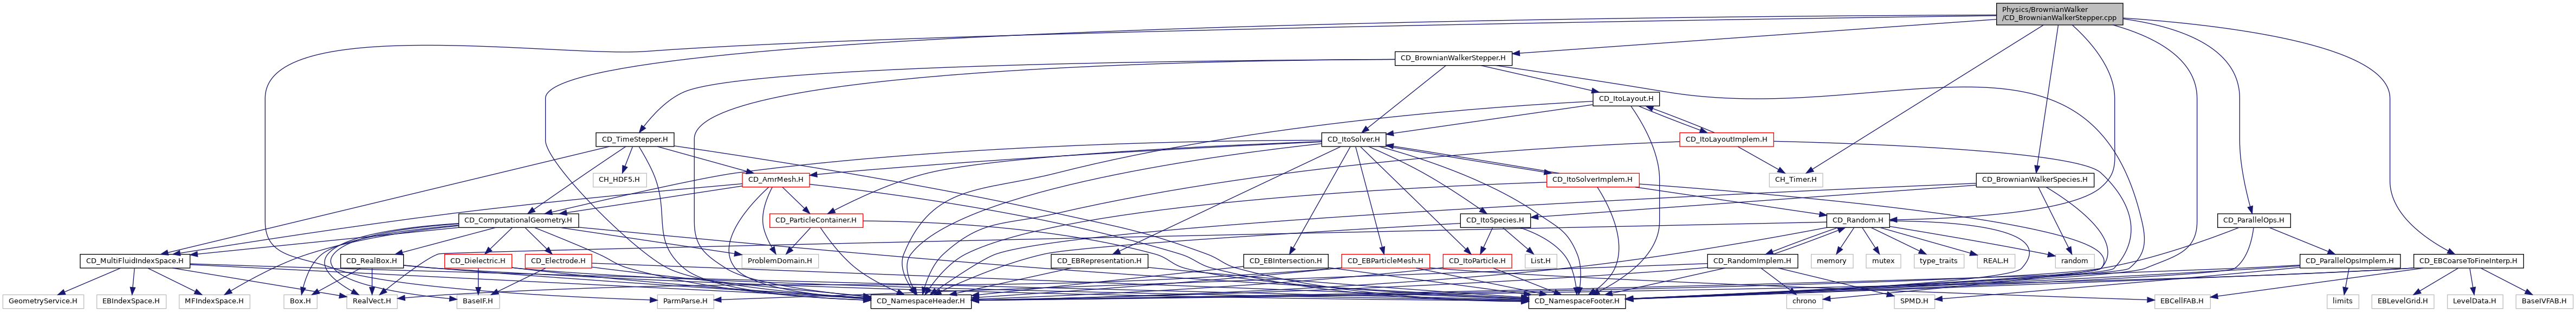 Physics/BrownianWalker
/CD_BrownianWalkerStepper.cpp
CD_BrownianWalkerStepper.H
CD_ItoLayout.H
CD_TimeStepper.H
CD_ItoSolver.H
CD_ItoLayoutImplem.H
CH_HDF5.H
CD_AmrMesh.H
CD_ItoSolverImplem.H
CH_Timer.H
CD_BrownianWalkerSpecies.H
CD_ComputationalGeometry.H
CD_ParticleContainer.H
CD_ItoSpecies.H
CD_Random.H
CD_ParallelOps.H
CD_MultiFluidIndexSpace.H
CD_RealBox.H
CD_Dielectric.H
CD_Electrode.H
ProblemDomain.H
CD_EBRepresentation.H
CD_EBIntersection.H
CD_EBParticleMesh.H
CD_ItoParticle.H
List.H
CD_RandomImplem.H
memory
mutex
type_traits
REAL.H
random
CD_ParallelOpsImplem.H
CD_EBCoarseToFineInterp.H
GeometryService.H
EBIndexSpace.H
MFIndexSpace.H
Box.H
RealVect.H
BaseIF.H
ParmParse.H
CD_NamespaceHeader.H
CD_NamespaceFooter.H
chrono
SPMD.H
EBCellFAB.H
limits
EBLevelGrid.H
LevelData.H
BaseIVFAB.H